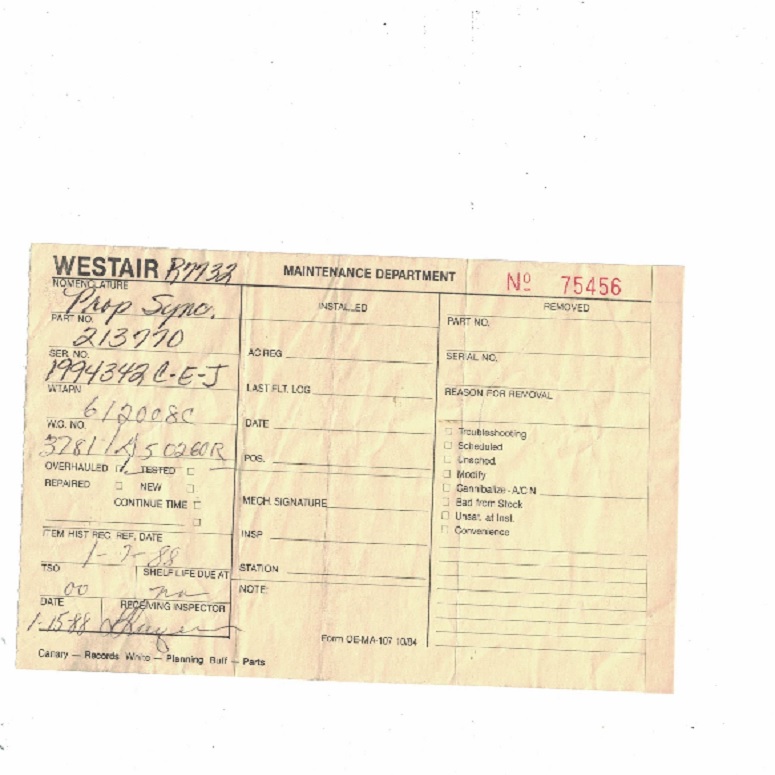 WESTAIR R7732 MAINTENANCE DEPARTMENT Nº 75456
NOMENCLATURE
Prop Sync.
PART NO.
213770
SER. NO.
1994342 C-E-J
WTAPN
612008C
W.O. NO.
OVERHAULED TESTED
REPAIRED NEW
CONTINUE TIME
ITEM HIST REC. REF. DATE
1-7-88
TSO SHELF LIFE DUE AT
00 na
DATE RECEIVING INSPECTOR
1-15-88
INSTALLED
AC REG
LAST FLT. LOG
DATE
POS.
MECH. SIGNATURE
INSP
STATION
NOTE:
Form OE-MA-107 10/84
REMOVED
PART NO.
SERIAL NO.
REASON FOR REMOVAL
Troubleshooting
Scheduled
Unsched.
Modify
Cannibalize - A/C N
Bad from Stock
Unsat. at Inst.
Convenience
Canary — Records White — Planning Buff — Parts